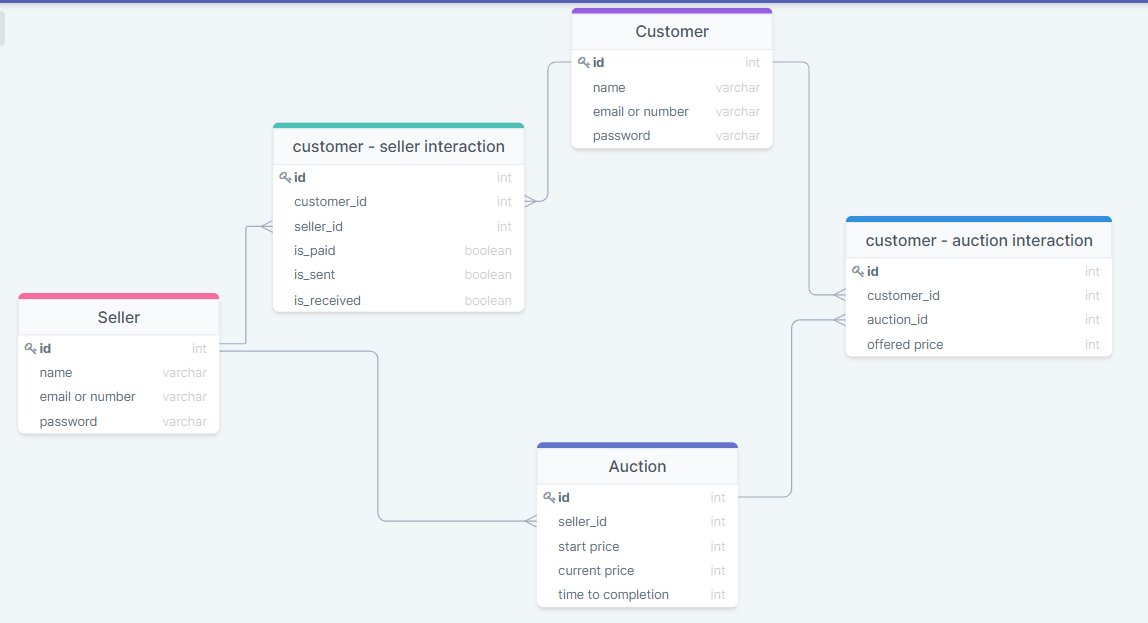 Customer
id int
name varchar
email or number varchar
password varchar
customer - seller interaction
id int
customer_id int
seller_id int
is_paid boolean
is_sent boolean
is_received boolean
customer - auction interaction
id int
customer_id int
auction_id int
offered price int
Seller
id int
name varchar
email or number varchar
password varchar
Auction
id int
seller_id int
start price int
current price int
time to completion int